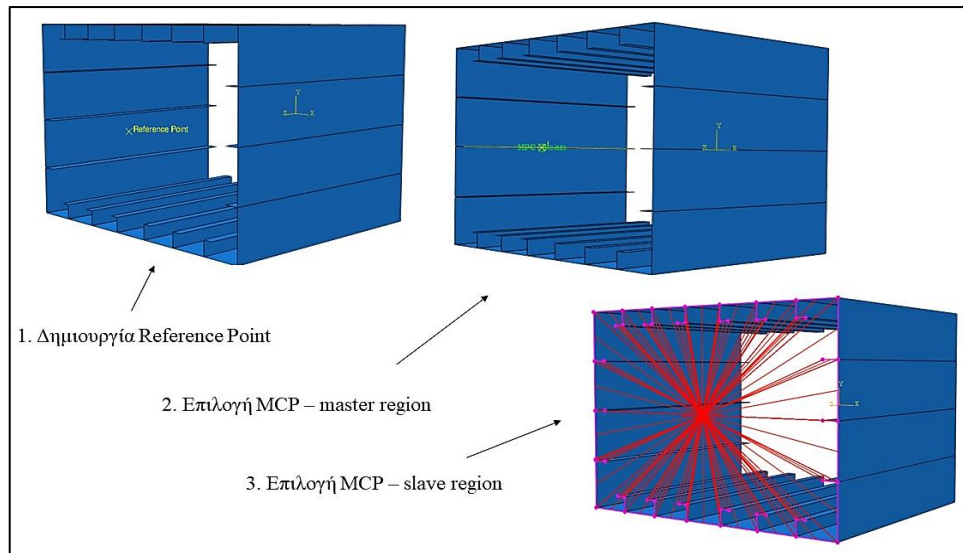 Reference Point
Y
Z X
MPC Beam
Y
Z X
1. Δημιουργία Reference Point
2. Επιλογή MCP – master region
Y
X
3. Επιλογή MCP – slave region